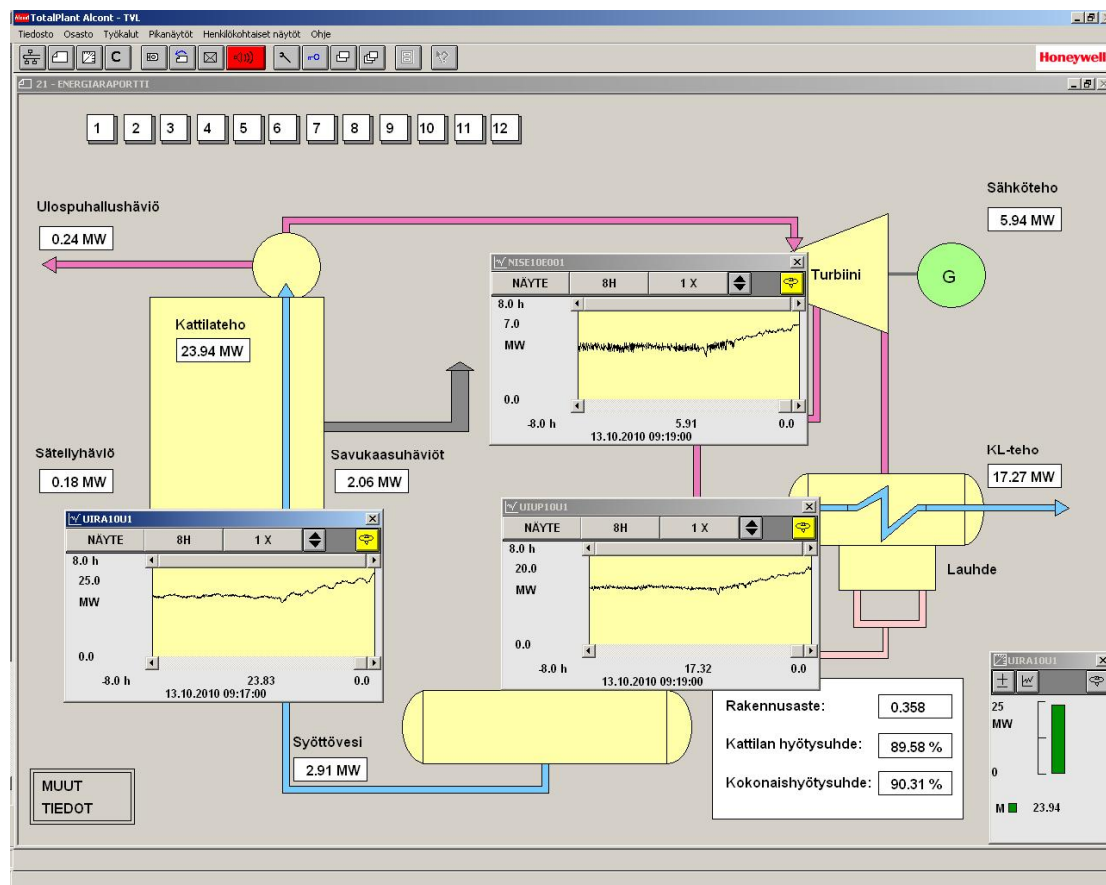 TotalPlant Alcont - TVL
Tiedosto Osasto Työkalut Pikanäytöt Henkilökohtaiset näytöt Ohje
C
Honeywell
21 - ENERGIARAPORTTI
1 2 3 4 5 6 7 8 9 10 11 12
Sähköteho
5.94 MW
Ulospuhallushäviö
0.24 MW
Turbiini
G
Kattilateho
23.94 MW
NISE10E001
NÄYTE 8H 1 X
8.0 h
7.0
MW
0.0
-8.0 h 5.91 0.0
13.10.2010 09:19:00
Sätellyhävlö
0.18 MW
Savukaasuhäviöt
2.06 MW
KL-teho
17.27 MW
UIRA10U1
NÄYTE 8H 1 X
8.0 h
25.0
MW
0.0
-8.0 h 23.83 0.0
13.10.2010 09:17:00
UIUP10U1
NÄYTE 8H 1 X
8.0 h
20.0
MW
0.0
-8.0 h 17.32 0.0
13.10.2010 09:19:00
Lauhde
UIRA10U1
25
MW
0
M 23.94
Rakennusaste: 0.358
Kattilan hyötysuhde: 89.58 %
Kokonaishyötysuhde: 90.31 %
Syöttövesi
2.91 MW
MUUT
TIEDOT